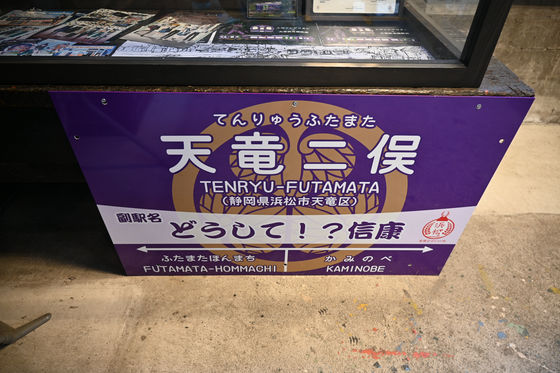 てんりゅうふたまた
天竜二俣
TENRYU-FUTAMATA
(静岡県浜松市天竜区)
副駅名 どうして!?信康
浜松
ふたまたほんまち かみのべ
FUTAMATA-HOMMACHI KAMINOBE